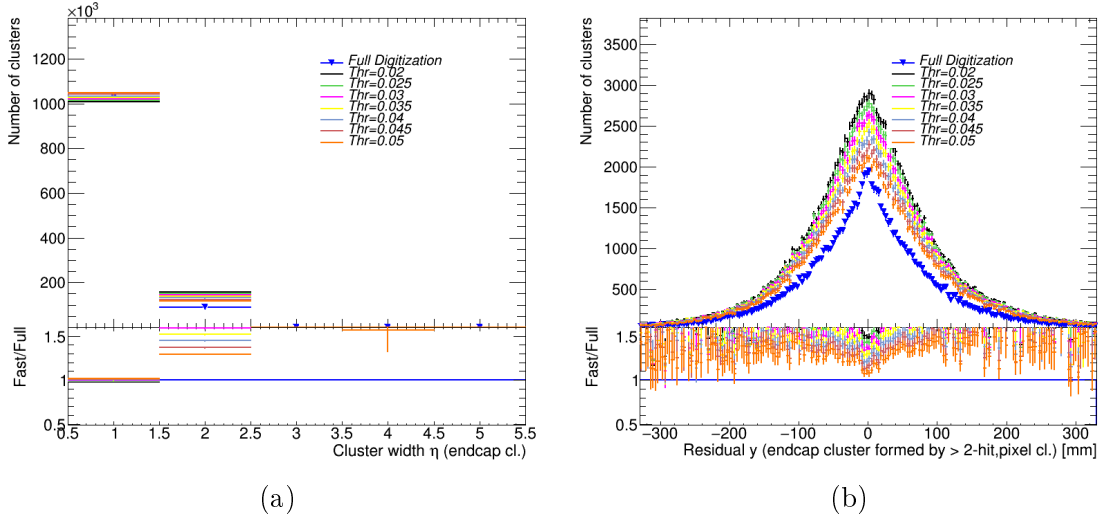 ×10³
1200
1000
800
600
400
200
Number of clusters
Full Digitization
Thr=0.02
Thr=0.025
Thr=0.03
Thr=0.035
Thr=0.04
Thr=0.045
Thr=0.05
1.5
1
0.5
Fast/Full
0.5 1 1.5 2 2.5 3 3.5 4 4.5 5 5.5
Cluster width η (endcap cl.)
(a)
3500
3000
2500
2000
1500
1000
500
Number of clusters
Full Digitization
Thr=0.02
Thr=0.025
Thr=0.03
Thr=0.035
Thr=0.04
Thr=0.045
Thr=0.05
1.5
1
0.5
Fast/Full
−300 −200 −100 0 100 200 300
Residual y (endcap cluster formed by > 2-hit,pixel cl.) [mm]
(b)